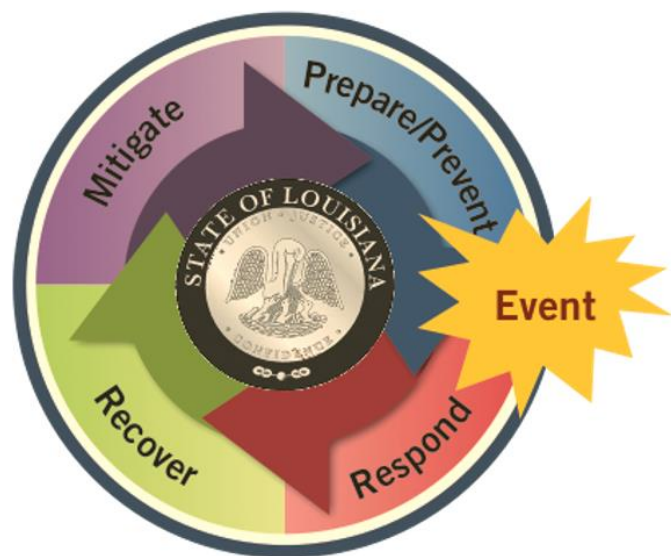 Mitigate
Prepare/Prevent
Event
Respond
Recover
STATE OF LOUISIANA
UNION · JUSTICE
CONFIDENCE